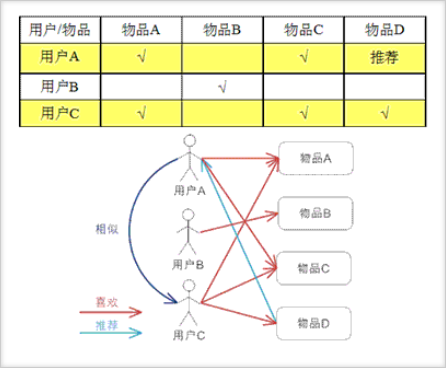 用户/物品 物品A 物品B 物品C 物品D
用户A √ √ 推荐
用户B √
用户C √ √ √
物品A
用户A
物品B
相似
用户B
物品C
喜欢
物品D
推荐
用户C